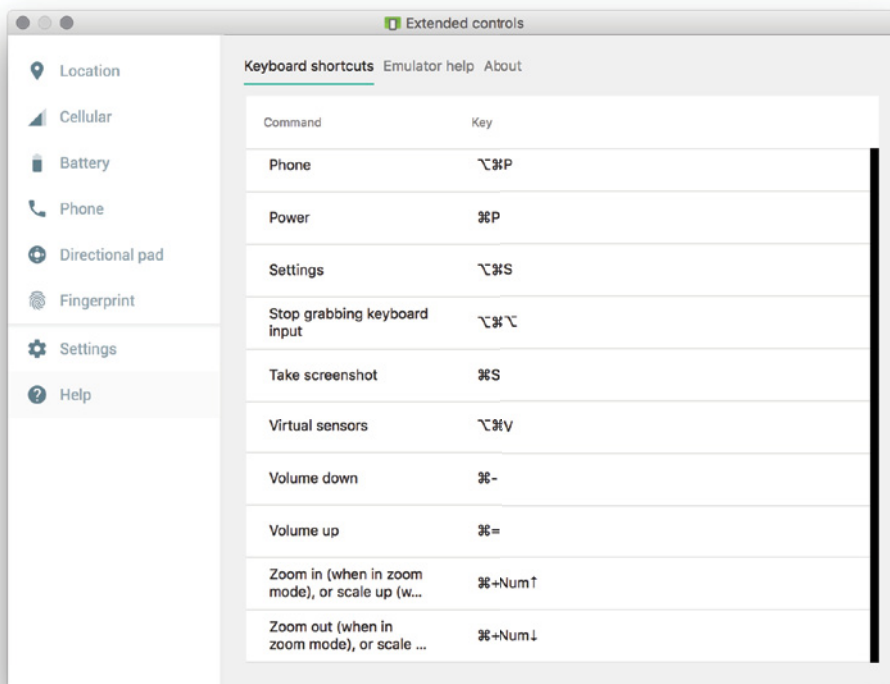 Extended controls
Location
Cellular
Battery
Phone
Directional pad
Fingerprint
Settings
Help
Keyboard shortcuts Emulator help About
Command Key
Phone ⌥⌘P
Power ⌘P
Settings ⌥⌘S
Stop grabbing keyboard
input ⌥⌘⌥
Take screenshot ⌘S
Virtual sensors ⌥⌘V
Volume down ⌘-
Volume up ⌘=
Zoom in (when in zoom
mode), or scale up (w... ⌘+Num↑
Zoom out (when in
zoom mode), or scale ... ⌘+Num↓